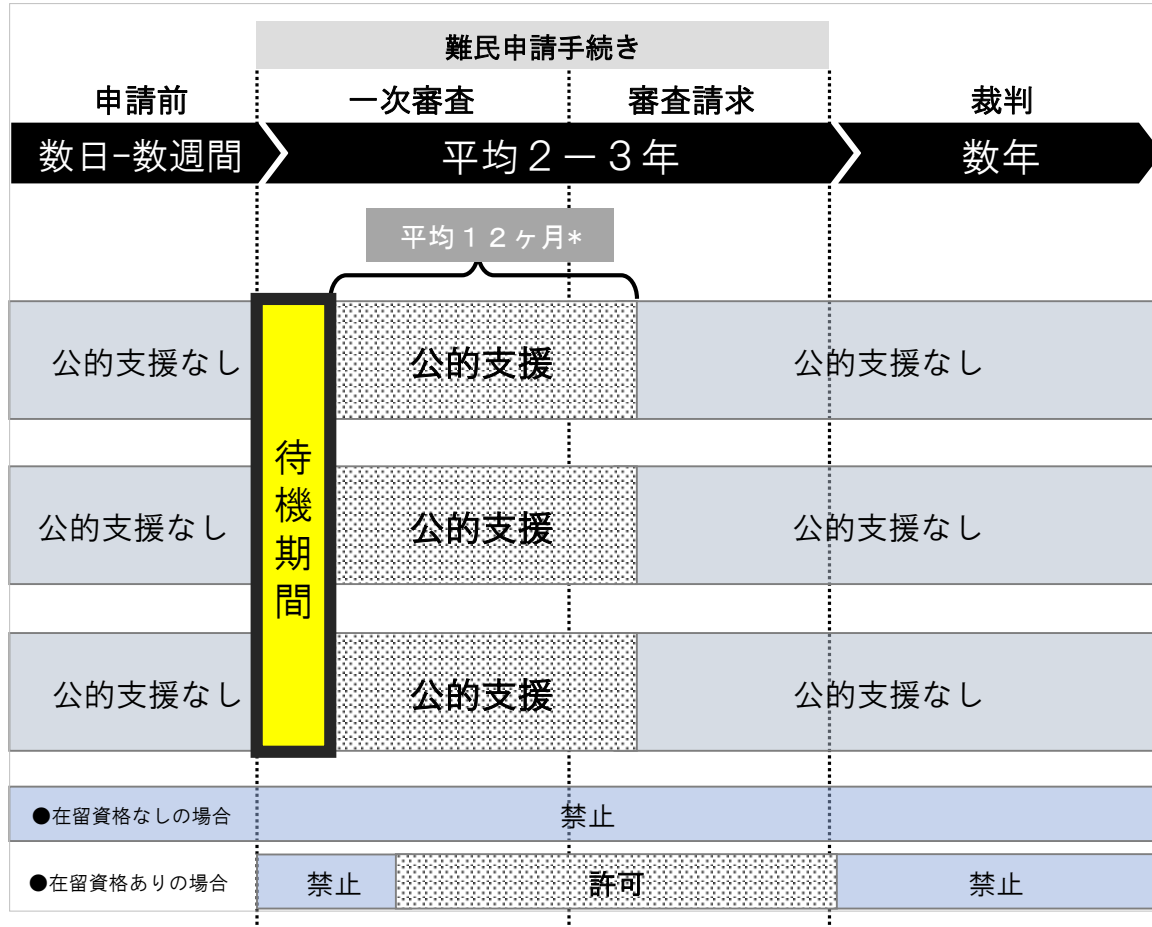 難民申請手続き
申請前
一次審査
審査請求
裁判
数日-数週間
平均２－３年
数年
平均１２ヶ月*
公的支援なし
公的支援
公的支援なし
待機期間
公的支援なし
公的支援
公的支援なし
公的支援なし
公的支援
公的支援なし
●在留資格なしの場合
禁止
●在留資格ありの場合
禁止
許可
禁止